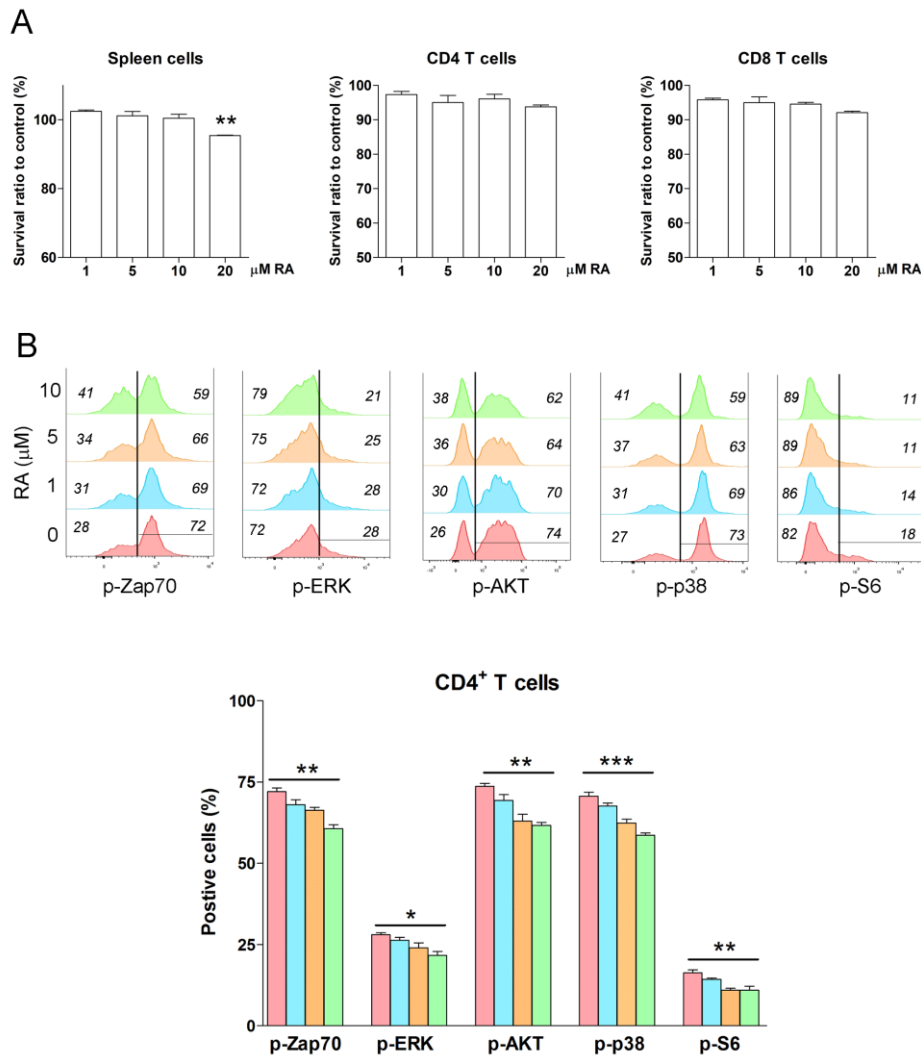 A
Spleen cells
Survival ratio to control (%)
100
80
60
**
1 5 10 20 μM RA
CD4 T cells
Survival ratio to control (%)
100
90
80
70
60
50
1 5 10 20 μM RA
CD8 T cells
Survival ratio to control (%)
100
90
80
70
60
50
1 5 10 20 μM RA
B
RA (μM)
10 41 59 79 21 38 62 41 59 89 11
5 34 66 75 25 36 64 37 63 89 11
1 31 69 72 28 30 70 31 69 86 14
0 28 72 72 28 26 74 27 73 82 18
p-Zap70 p-ERK p-AKT p-p38 p-S6
CD4+ T cells
Postive cells (%)
100
75
50
25
0
** * ** *** **
p-Zap70 p-ERK p-AKT p-p38 p-S6